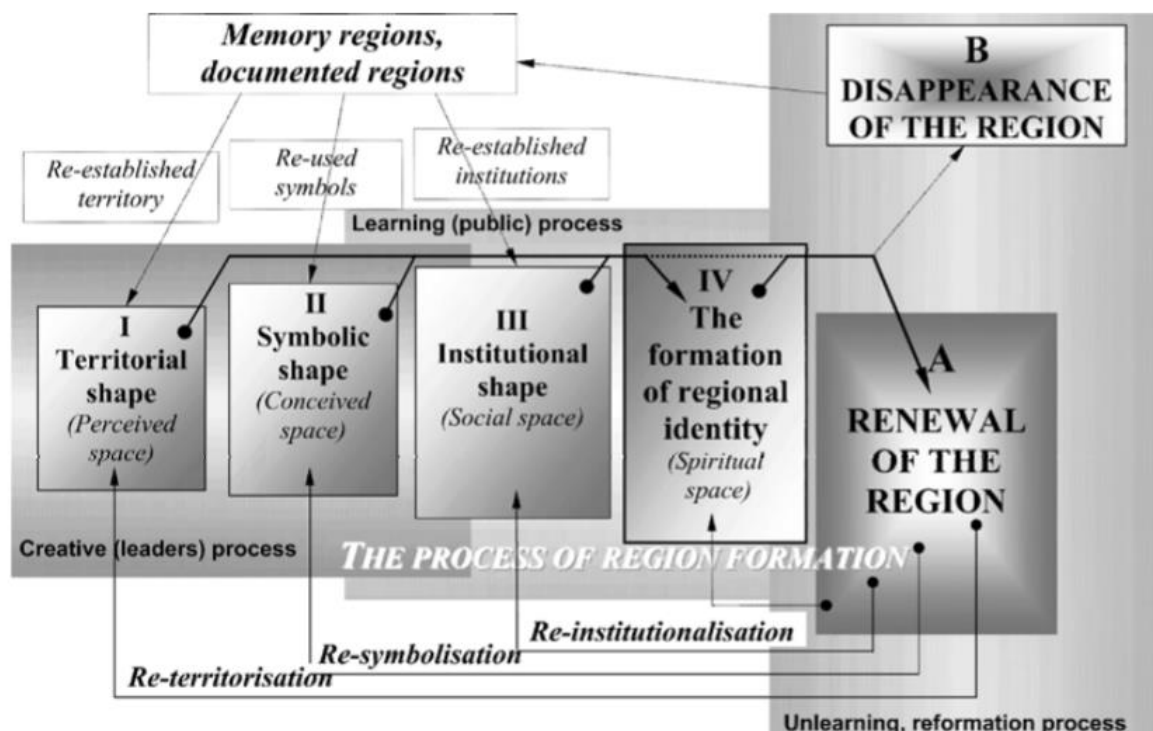 Memory regions,
documented regions
B
DISAPPEARANCE
OF THE REGION
Re-established
territory
Re-used
symbols
Re-established
institutions
Learning (public) process
I
Territorial
shape
(Perceived
space)
II
Symbolic
shape
(Conceived
space)
III
Institutional
shape
(Social space)
IV
The
formation
of regional
identity
(Spiritual
space)
A
RENEWAL
OF THE
REGION
Creative (leaders) process
THE PROCESS OF REGION FORMATION
Re-institutionalisation
Re-symbolisation
Re-territorisation
Unlearning, reformation process